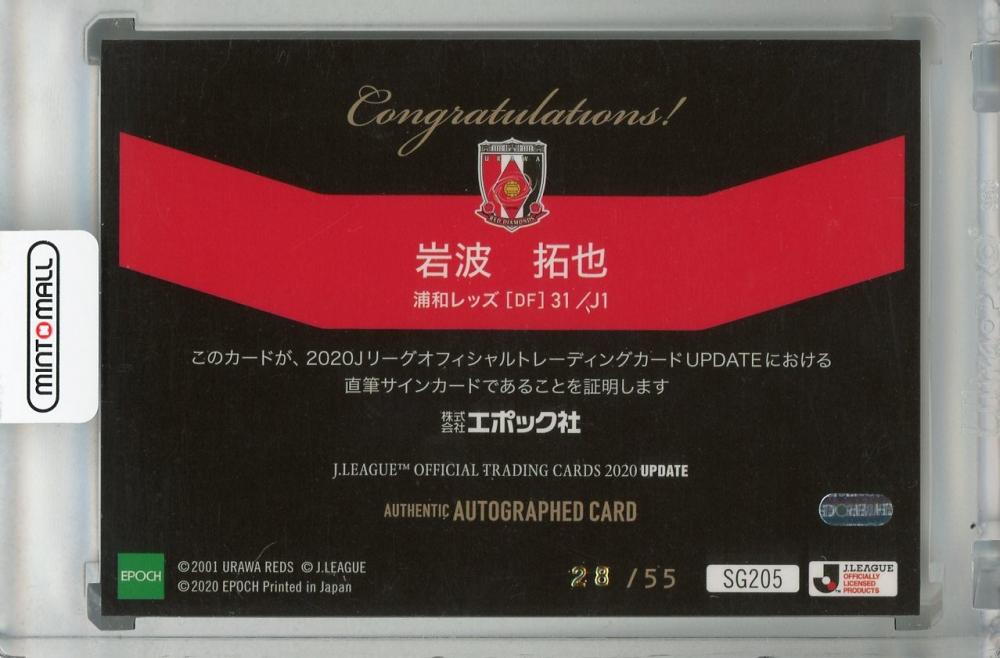 Congratulations!
URAWA
RED DIAMONDS
岩波 拓也
浦和レッズ [DF] 31／J1
このカードが、2020Jリーグオフィシャルトレーディングカード UPDATEにおける
直筆サインカードであることを証明します
株式会社エポック社
J.LEAGUE™ OFFICIAL TRADING CARDS 2020 UPDATE
AUTHENTIC AUTOGRAPHED CARD
EPOCH
©2001 URAWA REDS ©J.LEAGUE
©2020 EPOCH Printed in Japan
28 /55
SG205
J.LEAGUE
OFFICIALLY
LICENSED
PRODUCTS
MINT MALL